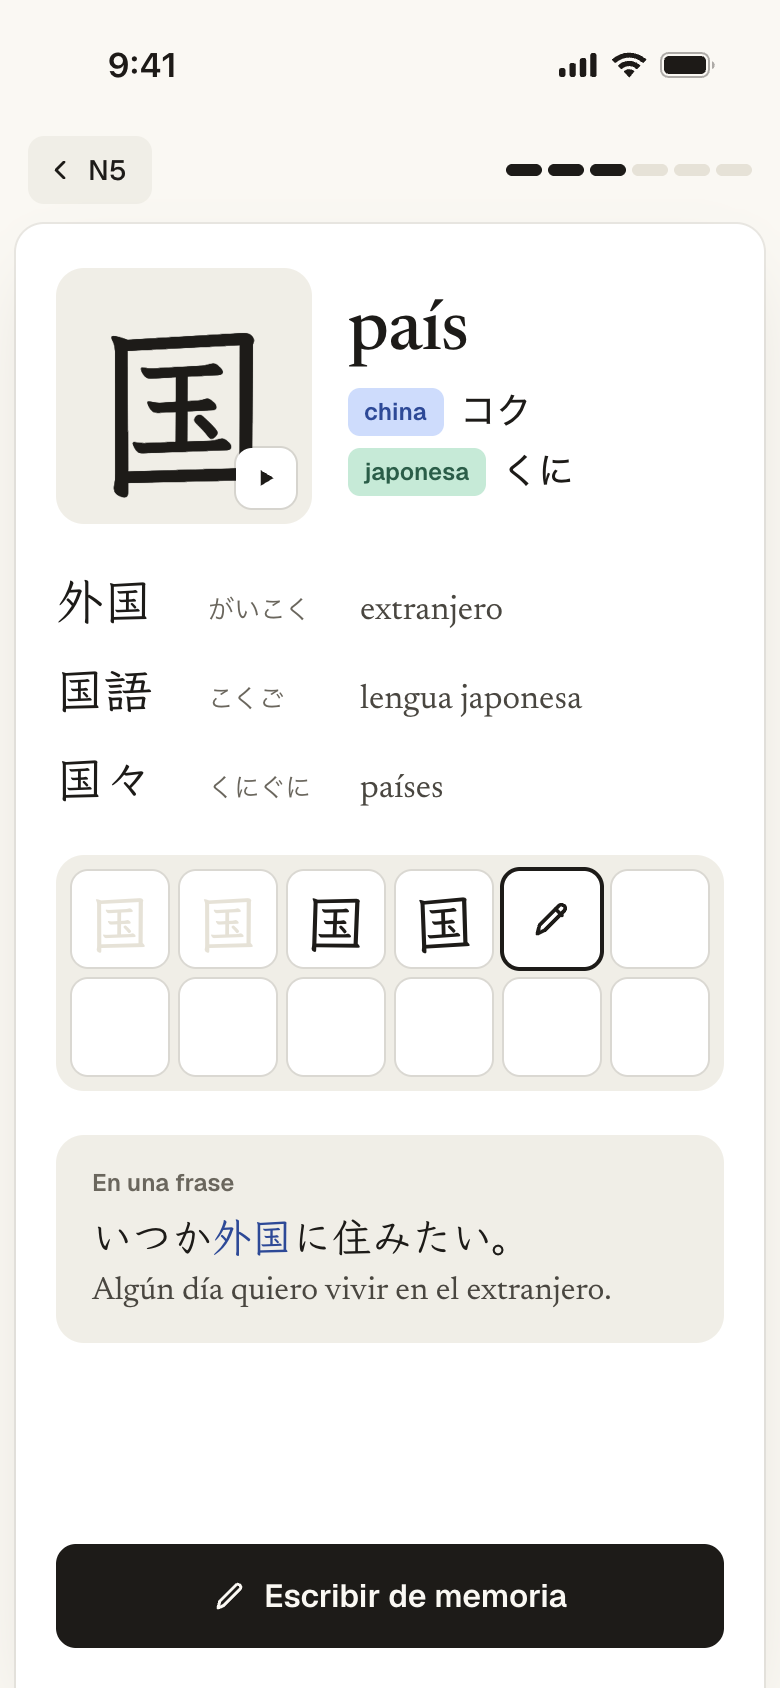 9:41
N5
国
país
china コク
japonesa くに
外国 がいこく extranjero
国語 こくご lengua japonesa
国々 くにぐに países
国 国 国 国
En una frase
いつか外国に住みたい。
Algún día quiero vivir en el extranjero.
Escribir de memoria